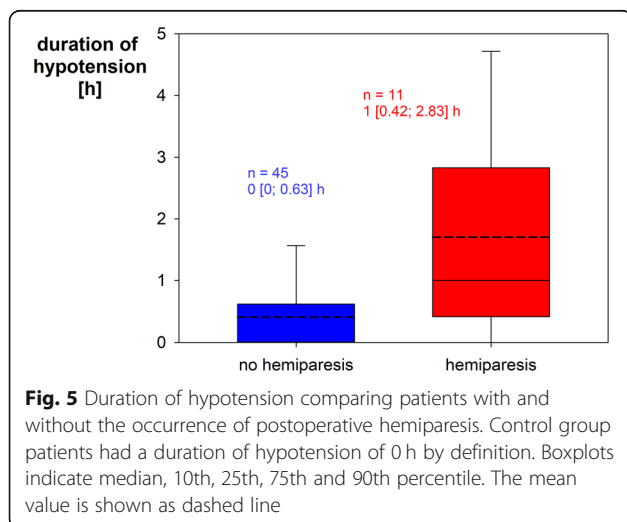 duration of
hypotension
[h]
5
4
3
2
1
0
n = 11
1 [0.42; 2.83] h
n = 45
0 [0; 0.63] h
no hemiparesis
hemiparesis
Fig. 5 Duration of hypotension comparing patients with and
without the occurrence of postoperative hemiparesis. Control group
patients had a duration of hypotension of 0 h by definition. Boxplots
indicate median, 10th, 25th, 75th and 90th percentile. The mean
value is shown as dashed line